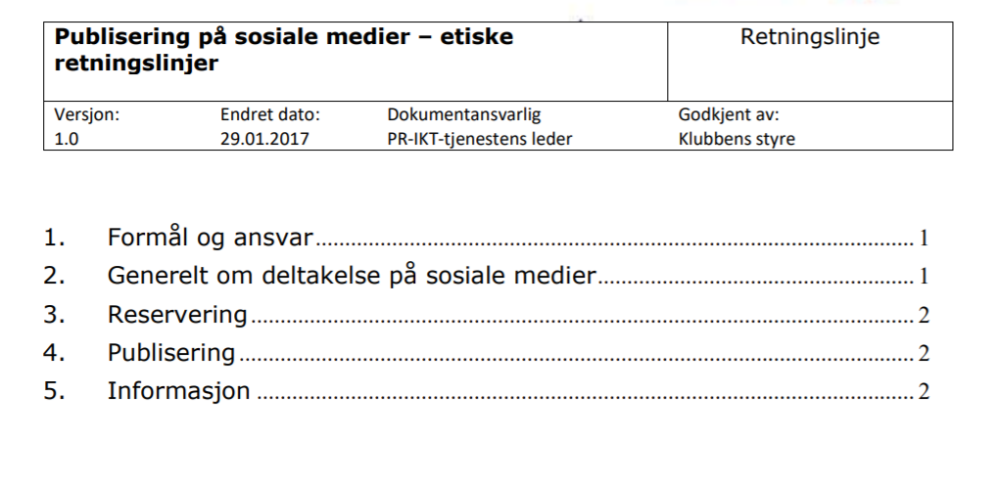 Publisering på sosiale medier – etiske
retningslinjer
Retningslinje
Versjon:
1.0
Endret dato:
29.01.2017
Dokumentansvarlig
PR-IKT-tjenestens leder
Godkjent av:
Klubbens styre
1. Formål og ansvar 1
2. Generelt om deltakelse på sosiale medier 1
3. Reservering 2
4. Publisering 2
5. Informasjon 2